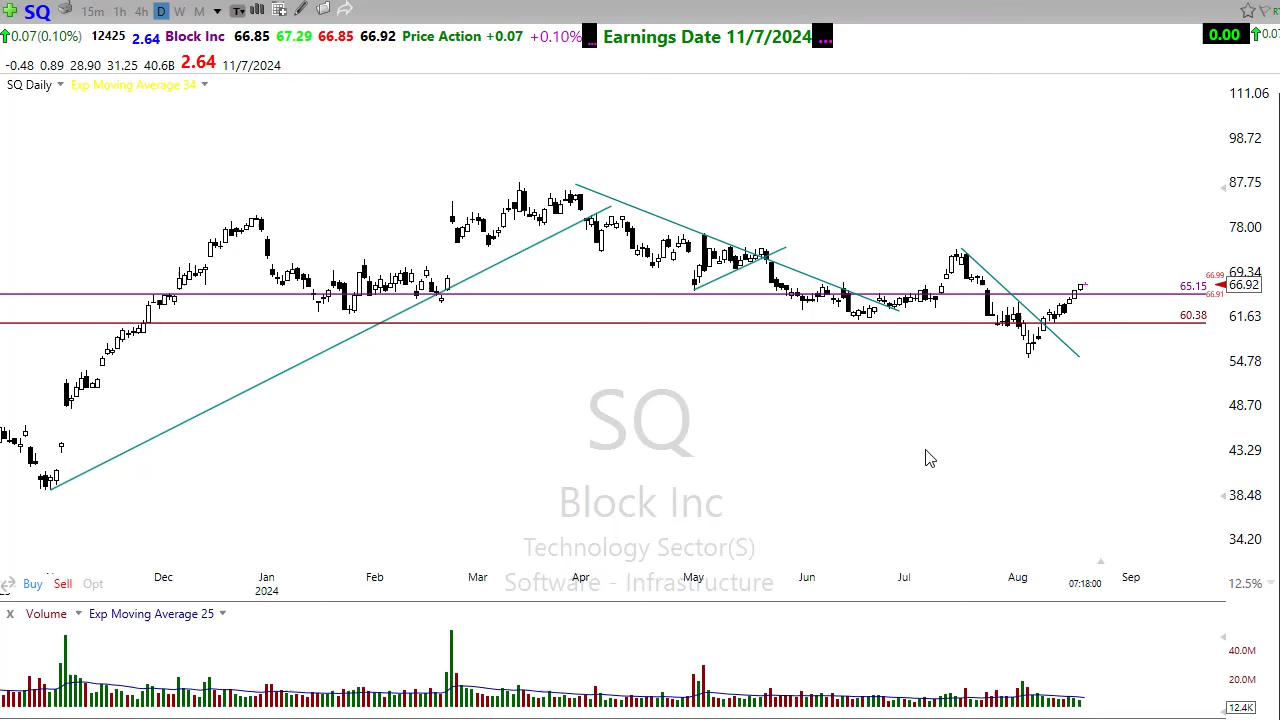 SQ 15m 1h 4h D W M
0.07(0.10%) 12425 2.64 Block Inc 66.85 67.29 66.85 66.92 Price Action +0.07 +0.10% ... Earnings Date 11/7/2024 ... 0.00
-0.48 0.89 28.90 31.25 40.6B 2.64 11/7/2024
SQ Daily Exp Moving Average 34
111.06
98.72
87.75
78.00
69.34
66.99
65.15 66.92
66.91
60.38 61.63
54.78
48.70
43.29
38.48
34.20
SQ
Block Inc
Technology Sector(S)
Software - Infrastructure
Dec Jan Feb Mar Apr May Jun Jul Aug Sep
2024
Buy Sell Opt 07:18:00 12.5%
X Volume Exp Moving Average 25
40.0M
20.0M
12.4K